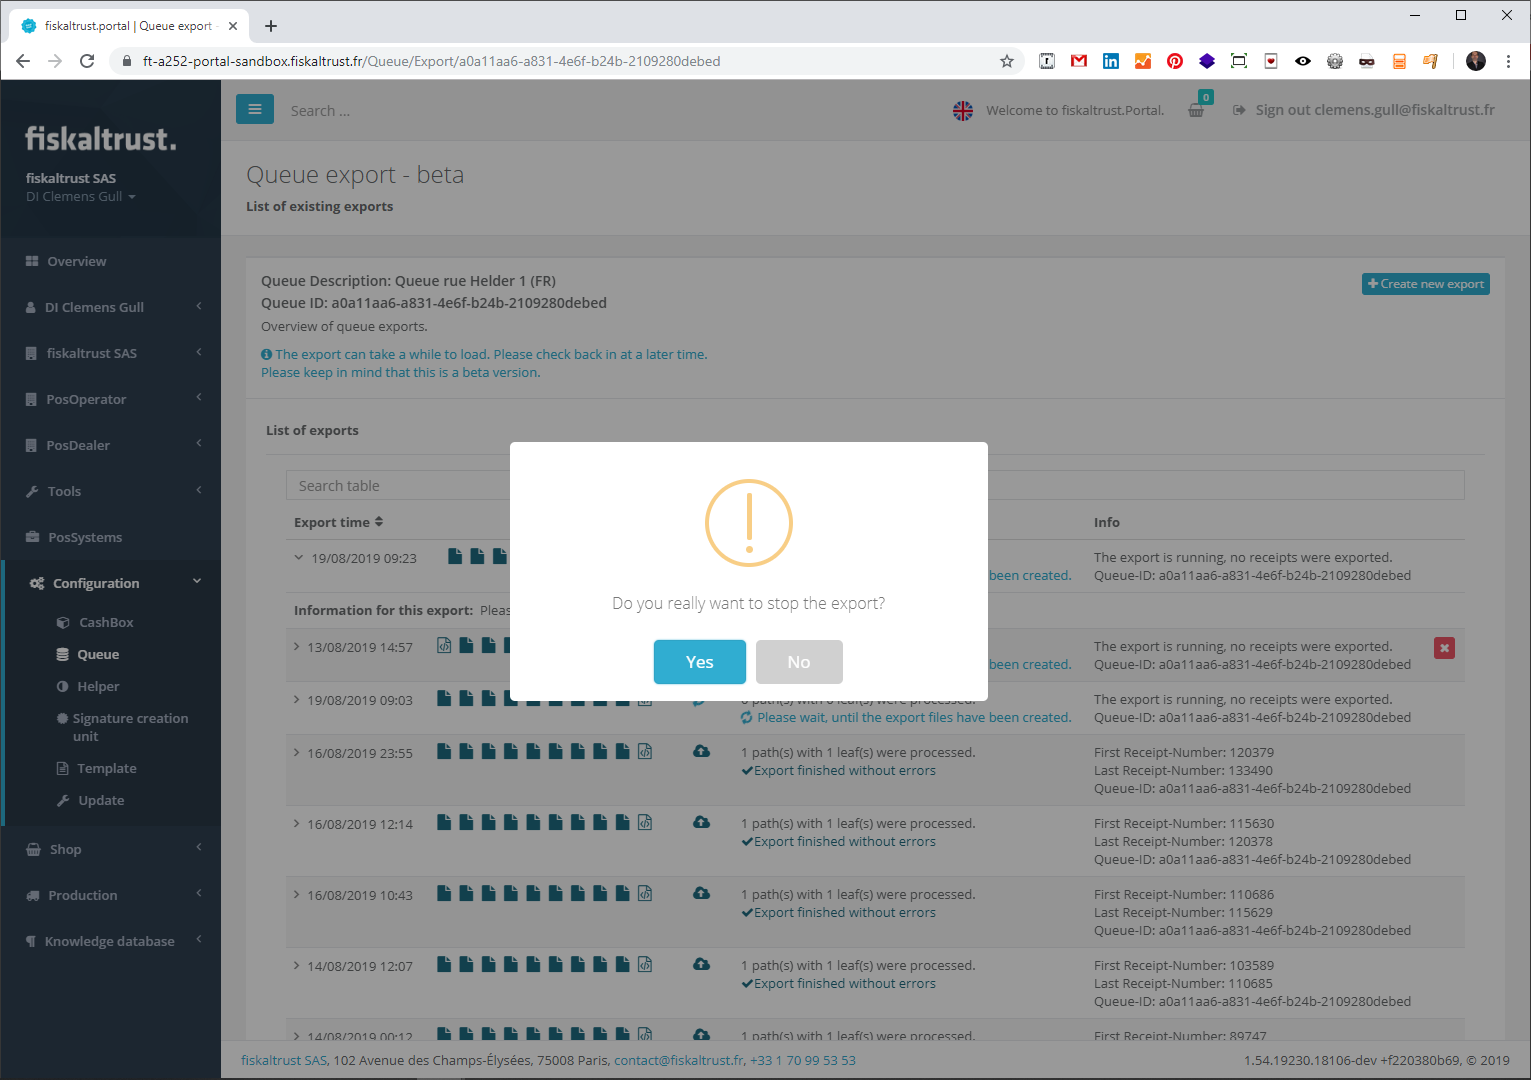 fiskaltrust.portal | Queue export -
ft-a252-portal-sandbox.fiskaltrust.fr/Queue/Export/a0a11aa6-a831-4e6f-b24b-2109280debed
fiskaltrust.
fiskaltrust SAS
DI Clemens Gull
Overview
DI Clemens Gull
fiskaltrust SAS
PosOperator
PosDealer
Tools
PosSystems
Configuration
CashBox
Queue
Helper
Signature creation
unit
Template
Update
Shop
Production
Knowledge database
Search ...
Welcome to fiskaltrust.Portal.
0
Sign out clemens.gull@fiskaltrust.fr
Queue export - beta
List of existing exports
Queue Description: Queue rue Helder 1 (FR)
Queue ID: a0a11aa6-a831-4e6f-b24b-2109280debed
Create new export
Overview of queue exports.
The export can take a while to load. Please check back in at a later time.
Please keep in mind that this is a beta version.
List of exports
Search table
Export time Info
19/08/2019 09:23 The export is running, no receipts were exported.
been created. Queue-ID: a0a11aa6-a831-4e6f-b24b-2109280debed
Information for this export:
13/08/2019 14:57 The export is running, no receipts were exported.
been created. Queue-ID: a0a11aa6-a831-4e6f-b24b-2109280debed
19/08/2019 09:03 The export is running, no receipts were exported.
Please wait, until the export files have been created. Queue-ID: a0a11aa6-a831-4e6f-b24b-2109280debed
16/08/2019 23:55 1 path(s) with 1 leaf(s) were processed. First Receipt-Number: 120379
Export finished without errors Last Receipt-Number: 133490
Queue-ID: a0a11aa6-a831-4e6f-b24b-2109280debed
16/08/2019 12:14 1 path(s) with 1 leaf(s) were processed. First Receipt-Number: 115630
Export finished without errors Last Receipt-Number: 120378
Queue-ID: a0a11aa6-a831-4e6f-b24b-2109280debed
16/08/2019 10:43 1 path(s) with 1 leaf(s) were processed. First Receipt-Number: 110686
Export finished without errors Last Receipt-Number: 115629
Queue-ID: a0a11aa6-a831-4e6f-b24b-2109280debed
14/08/2019 12:07 1 path(s) with 1 leaf(s) were processed. First Receipt-Number: 103589
Export finished without errors Last Receipt-Number: 110685
Queue-ID: a0a11aa6-a831-4e6f-b24b-2109280debed
14/08/2019 00:12 1 path(s) with 1 leaf(s) were processed. First Receipt-Number: 89747
Do you really want to stop the export?
Yes No
fiskaltrust SAS, 102 Avenue des Champs-Élysées, 75008 Paris, contact@fiskaltrust.fr, +33 1 70 99 53 53
1.54.19230.18106-dev +f220380b69, © 2019